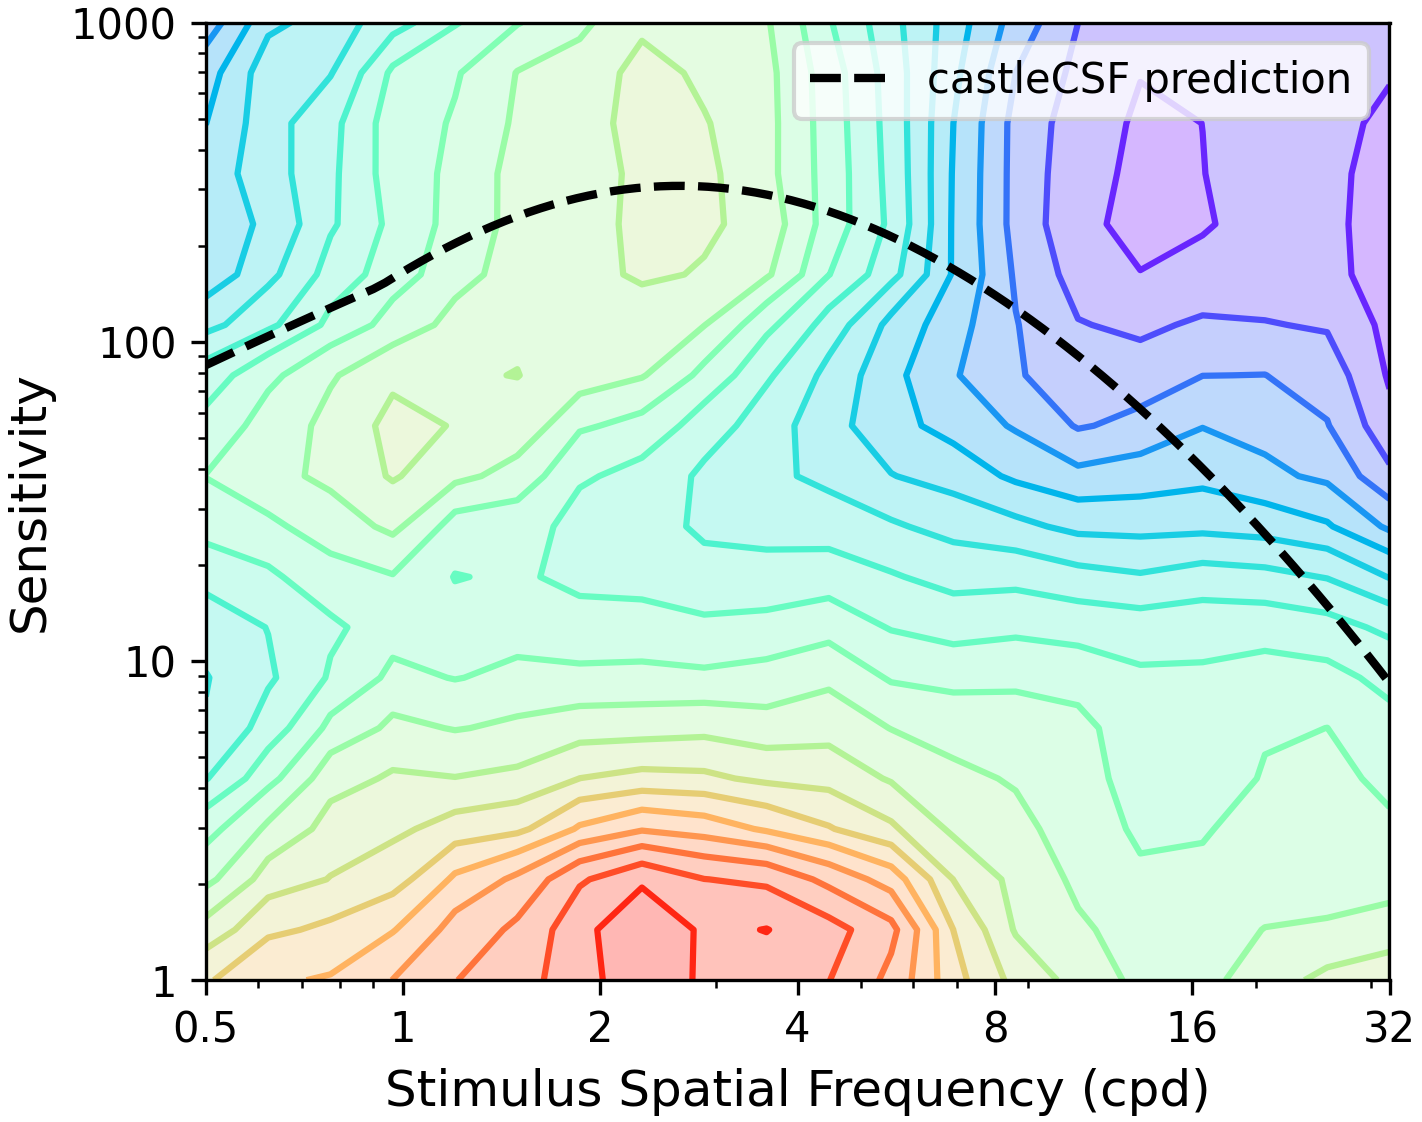 1000
100
10
1
Sensitivity
castleCSF prediction
0.5 1 2 4 8 16 32
Stimulus Spatial Frequency (cpd)